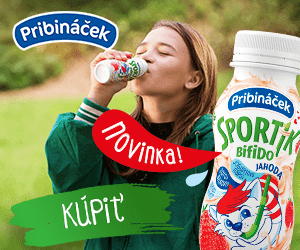 Pribináček
Novinka!
KÚPIŤ
Pribináček
SPORTÍK
BiFiDO
JAHODA